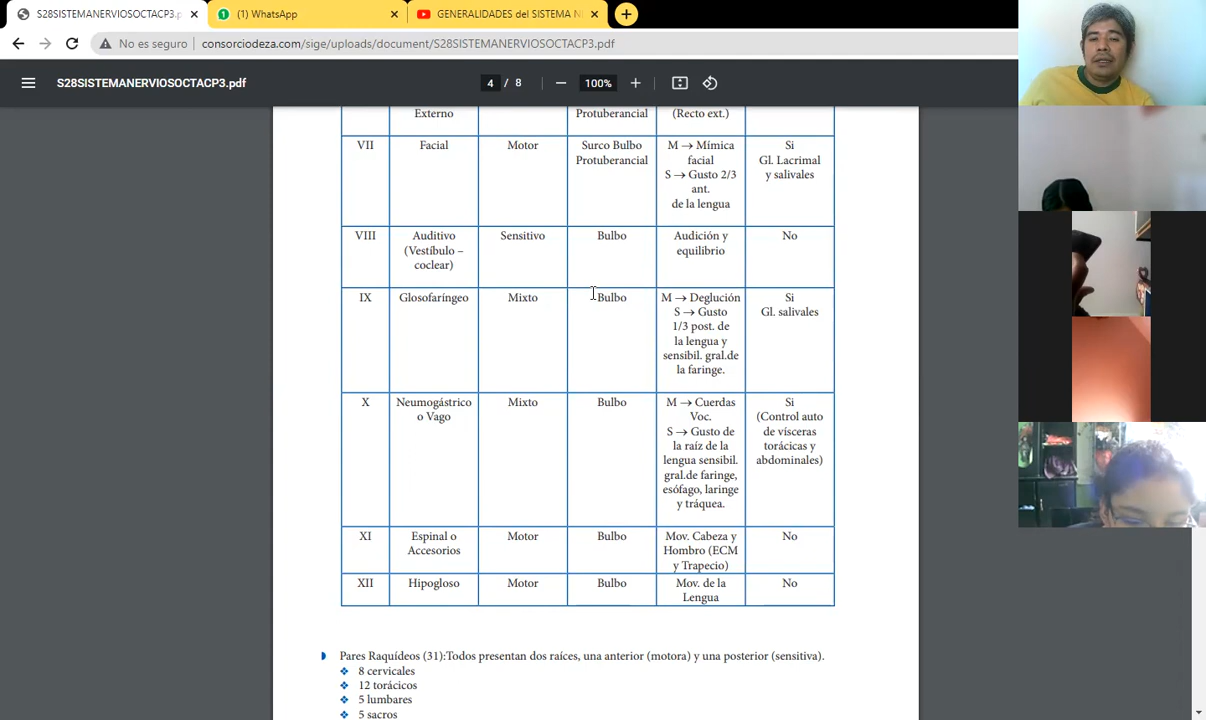 S28SISTEMANERVIOSOCTACP3.p
(1) WhatsApp
GENERALIDADES del SISTEMA N
No es seguro
consorciodeza.com/sige/uploads/document/S28SISTEMANERVIOSOCTACP3.pdf
S28SISTEMANERVIOSOCTACP3.pdf
4 / 8
100%
Externo
Protuberancial
(Recto ext.)
VII
Facial
Motor
Surco Bulbo
Protuberancial
M → Mímica
facial
S → Gusto 2/3
ant.
de la lengua
Si
Gl. Lacrimal
y salivales
VIII
Auditivo
(Vestíbulo –
coclear)
Sensitivo
Bulbo
Audición y
equilibrio
No
IX
Glosofaríngeo
Mixto
Bulbo
M → Deglución
S → Gusto
1/3 post. de
la lengua y
sensibil. gral.de
la faringe.
Si
Gl. salivales
X
Neumogástrico
o Vago
Mixto
Bulbo
M → Cuerdas
Voc.
S → Gusto de
la raíz de la
lengua sensibil.
gral.de faringe,
esófago, laringe
y tráquea.
Si
(Control auto
de vísceras
torácicas y
abdominales)
XI
Espinal o
Accesorios
Motor
Bulbo
Mov. Cabeza y
Hombro (ECM
y Trapecio)
No
XII
Hipogloso
Motor
Bulbo
Mov. de la
Lengua
No
Pares Raquídeos (31):Todos presentan dos raíces, una anterior (motora) y una posterior (sensitiva).
8 cervicales
12 torácicos
5 lumbares
5 sacros